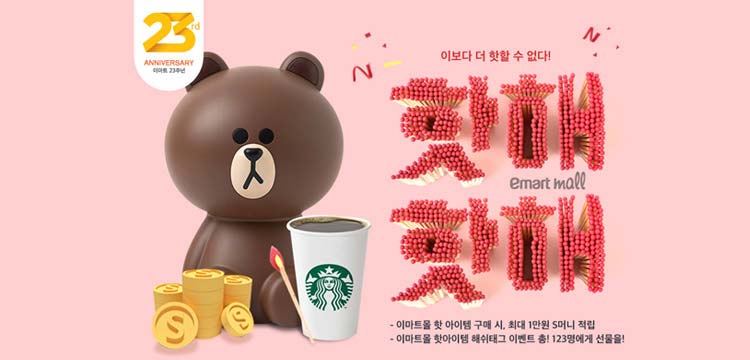 23rd
ANNIVERSARY
이마트 23주년
이보다 더 핫할 수 없다!
핫해
emart mall
핫해
- 이마트몰 핫 아이템 구매 시, 최대 1만원 S머니 적립
- 이마트몰 핫아이템 해쉬태그 이벤트 총! 123명에게 선물을!
S
S
S